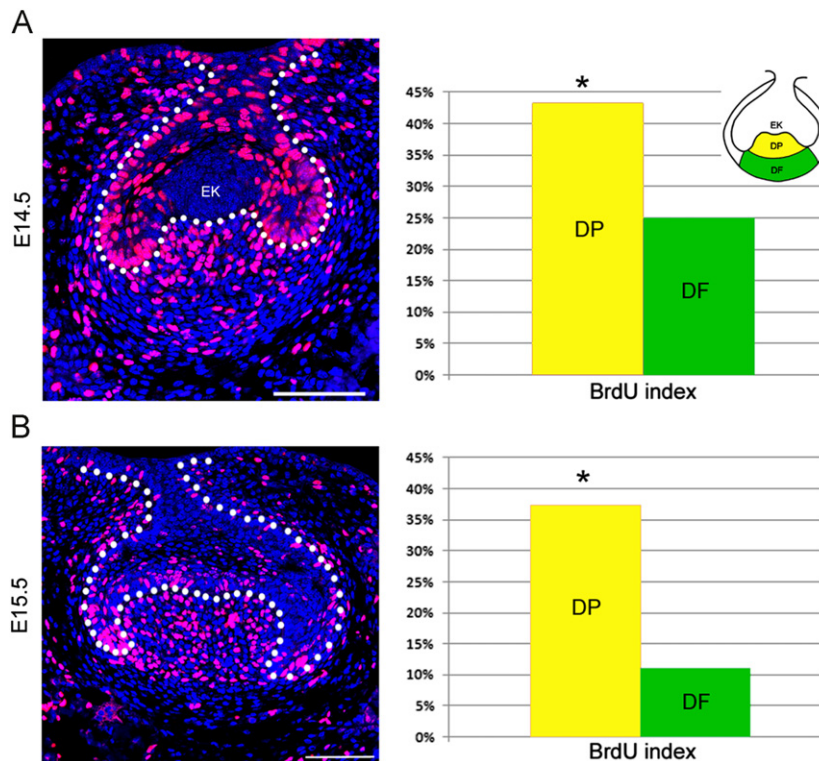 A
E14.5
EK
*
45%
40%
35%
30%
25%
20%
15%
10%
5%
0%
DP
DF
BrdU index
EK
DP
DF
B
E15.5
*
45%
40%
35%
30%
25%
20%
15%
10%
5%
0%
DP
DF
BrdU index